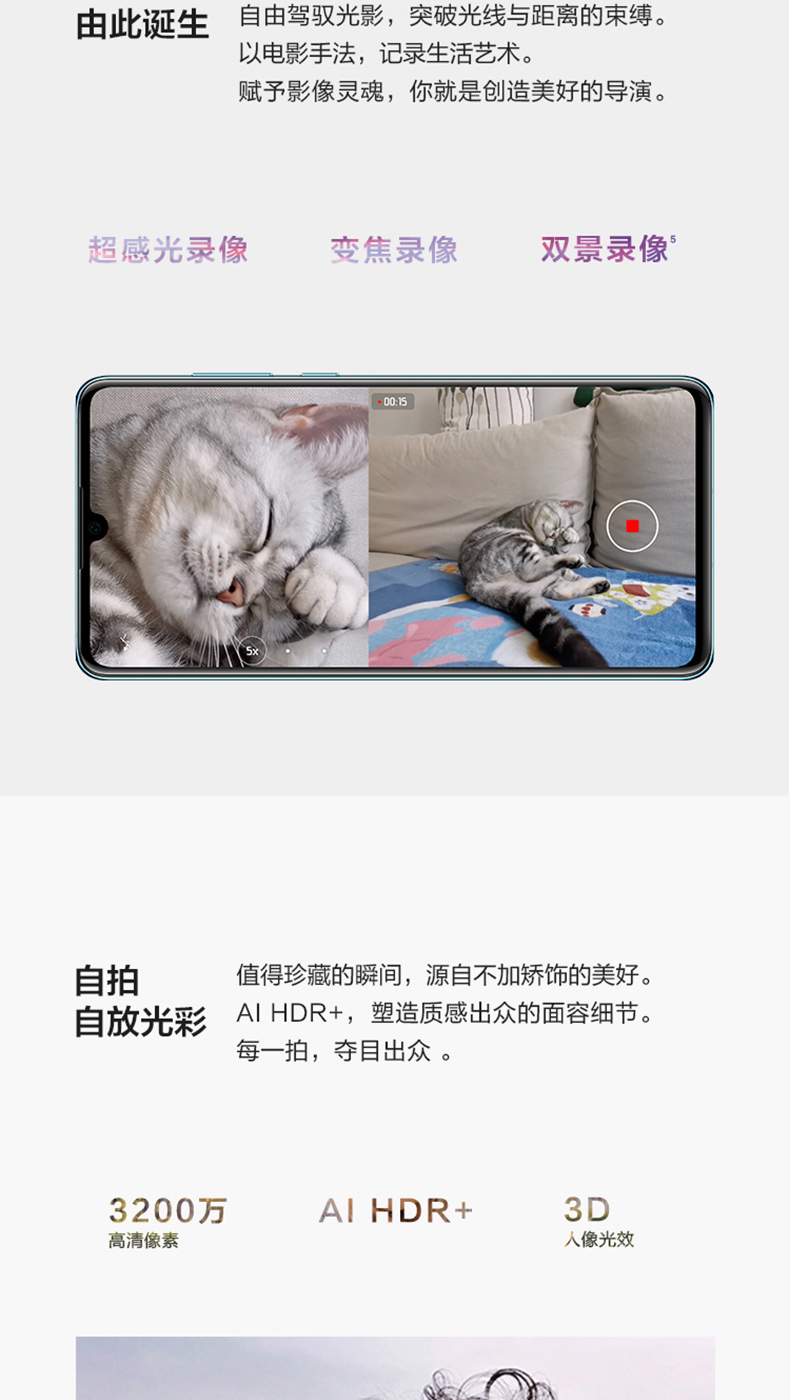 由此诞生
自由驾驭光影，突破光线与距离的束缚。
以电影手法，记录生活艺术。
赋予影像灵魂，你就是创造美好的导演。
超感光录像
变焦录像
双景录像5
00:15
5x
自拍
自放光彩
值得珍藏的瞬间，源自不加矫饰的美好。
AI HDR+，塑造质感出众的面容细节。
每一拍，夺目出众 。
3200万
高清像素
AI HDR+
3D
人像光效